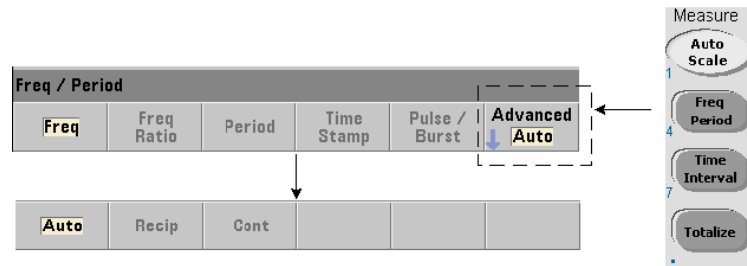 Measure
Auto
Scale
1
Freq
Period
4
Time
Interval
7
Totalize
.
Freq / Period
Freq
Freq
Ratio
Period
Time
Stamp
Pulse /
Burst
Advanced
Auto
Auto
Recip
Cont